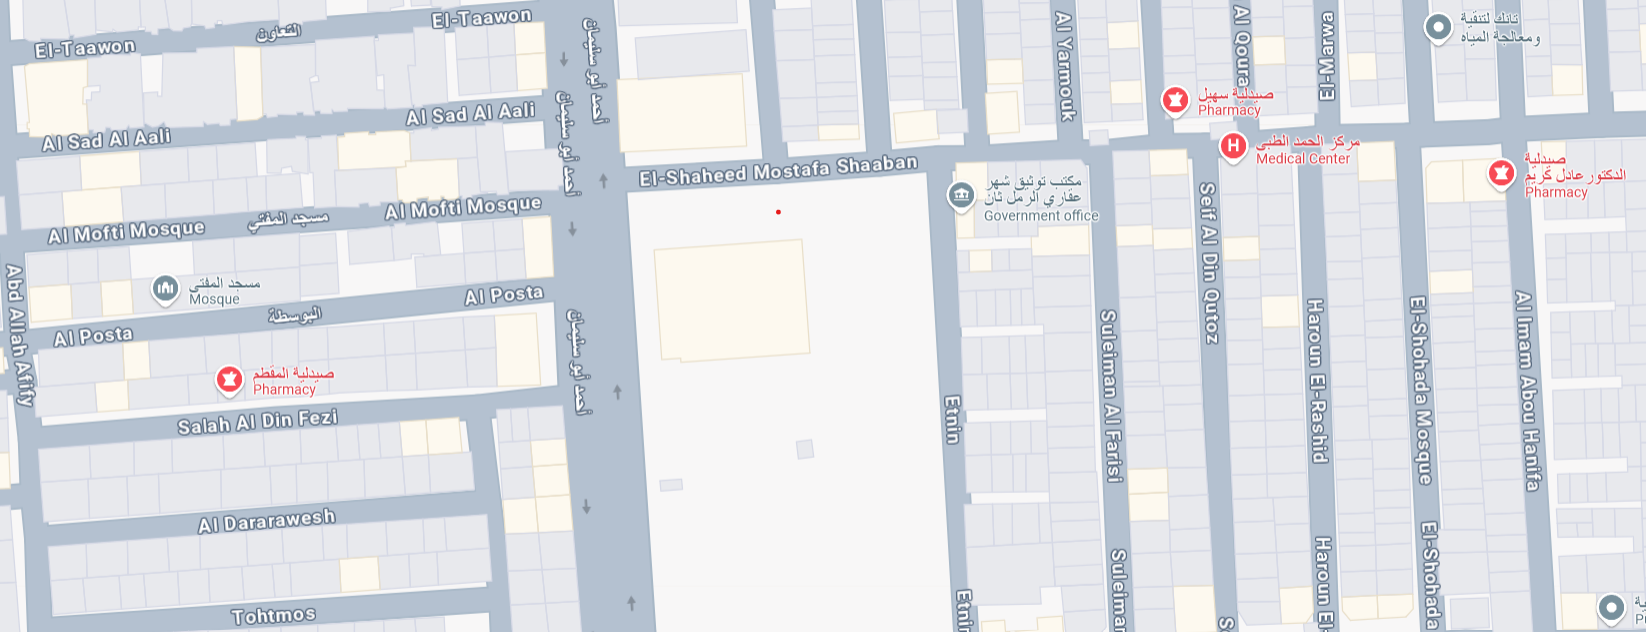 El-Taawon
التعاون
El-Taawon
أحمد أبو سليمان
Al Yarmouk
Al Qoura
El-Marwa
تانك لتنقية
ومعالجة المياه
Al Sad Al Aali
Al Sad Al Aali
أحمد أبو سليمان
صيدلية سهيل
Pharmacy
مركز الحمد الطبي
Medical Center
صيدلية
الدكتور عادل كريم
Pharmacy
El-Shaheed Mostafa Shaaban
مكتب توثيق شهر
عقاري الرمل ثان
Government office
Al Mofti Mosque
مسجد المفتي
Al Mofti Mosque
Abd Allah Afify
مسجد المفتي
Mosque
Al Posta
البوسطة
Al Posta
أحمد أبو سليمان
Seif Al Din Qutoz
Suleiman Al Farisi
Haroun El-Rashid
El-Shohada Mosque
Al Imam Abou Hanifa
صيدلية المقطم
Pharmacy
Salah Al Din Fezi
Etnin
Al Dararawesh
Tohtmos
Etnin
Suleiman
Haroun El-
El-Shohada